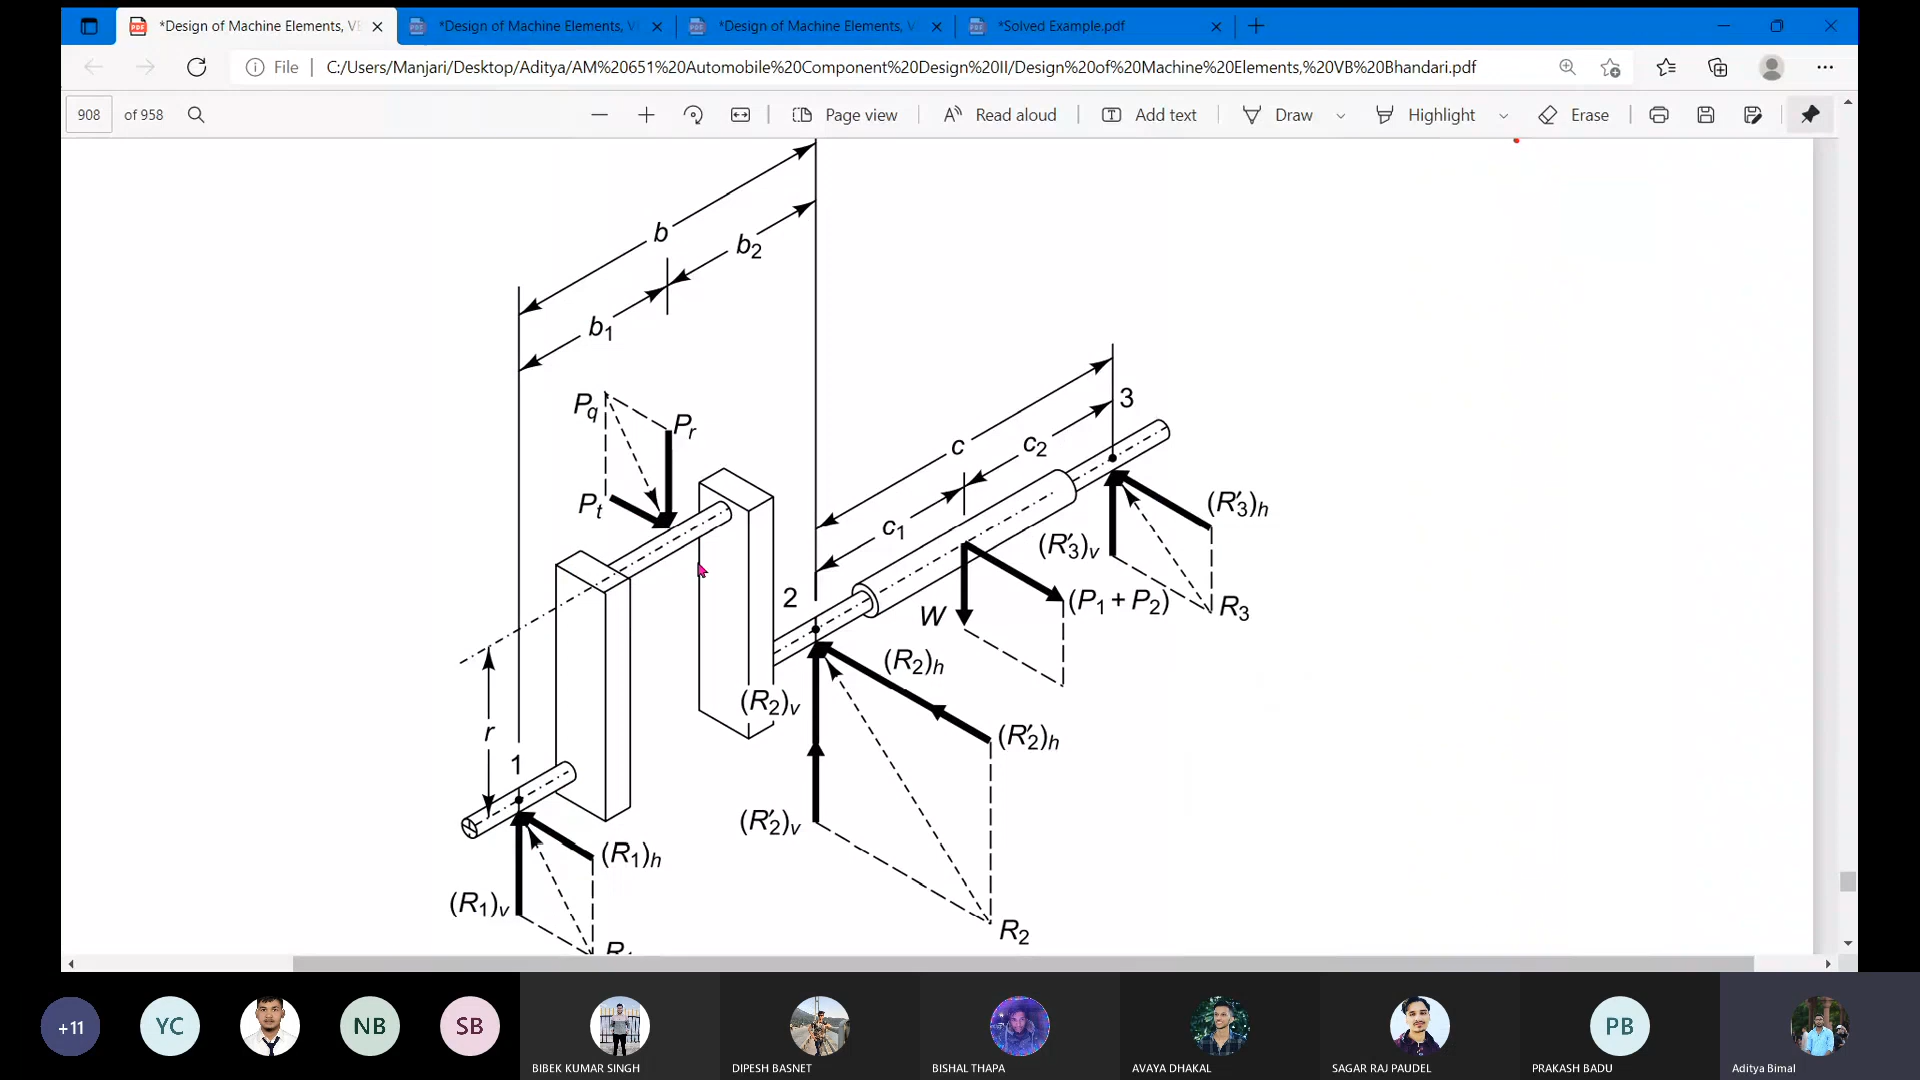 *Design of Machine Elements, V
*Design of Machine Elements, V
*Design of Machine Elements, V
*Solved Example.pdf
File
C:/Users/Manjari/Desktop/Aditya/AM%20651%20Automobile%20Component%20Design%20II/Design%20of%20Machine%20Elements,%20VB%20Bhandari.pdf
908 of 958
Page view
Read aloud
Add text
Draw
Highlight
Erase
b
b2
b1
3
Pq
Pr
c
c2
Pt
c1
(R′3)h
(R′3)v
2
W
(P1 + P2)
R3
(R2)h
(R2)v
r
(R′2)h
1
(R′2)v
(R1)h
(R1)v
R2
+11
YC
NB
SB
PB
BIBEK KUMAR SINGH
DIPESH BASNET
BISHAL THAPA
AVAYA DHAKAL
SAGAR RAJ PAUDEL
PRAKASH BADU
Aditya Bimal